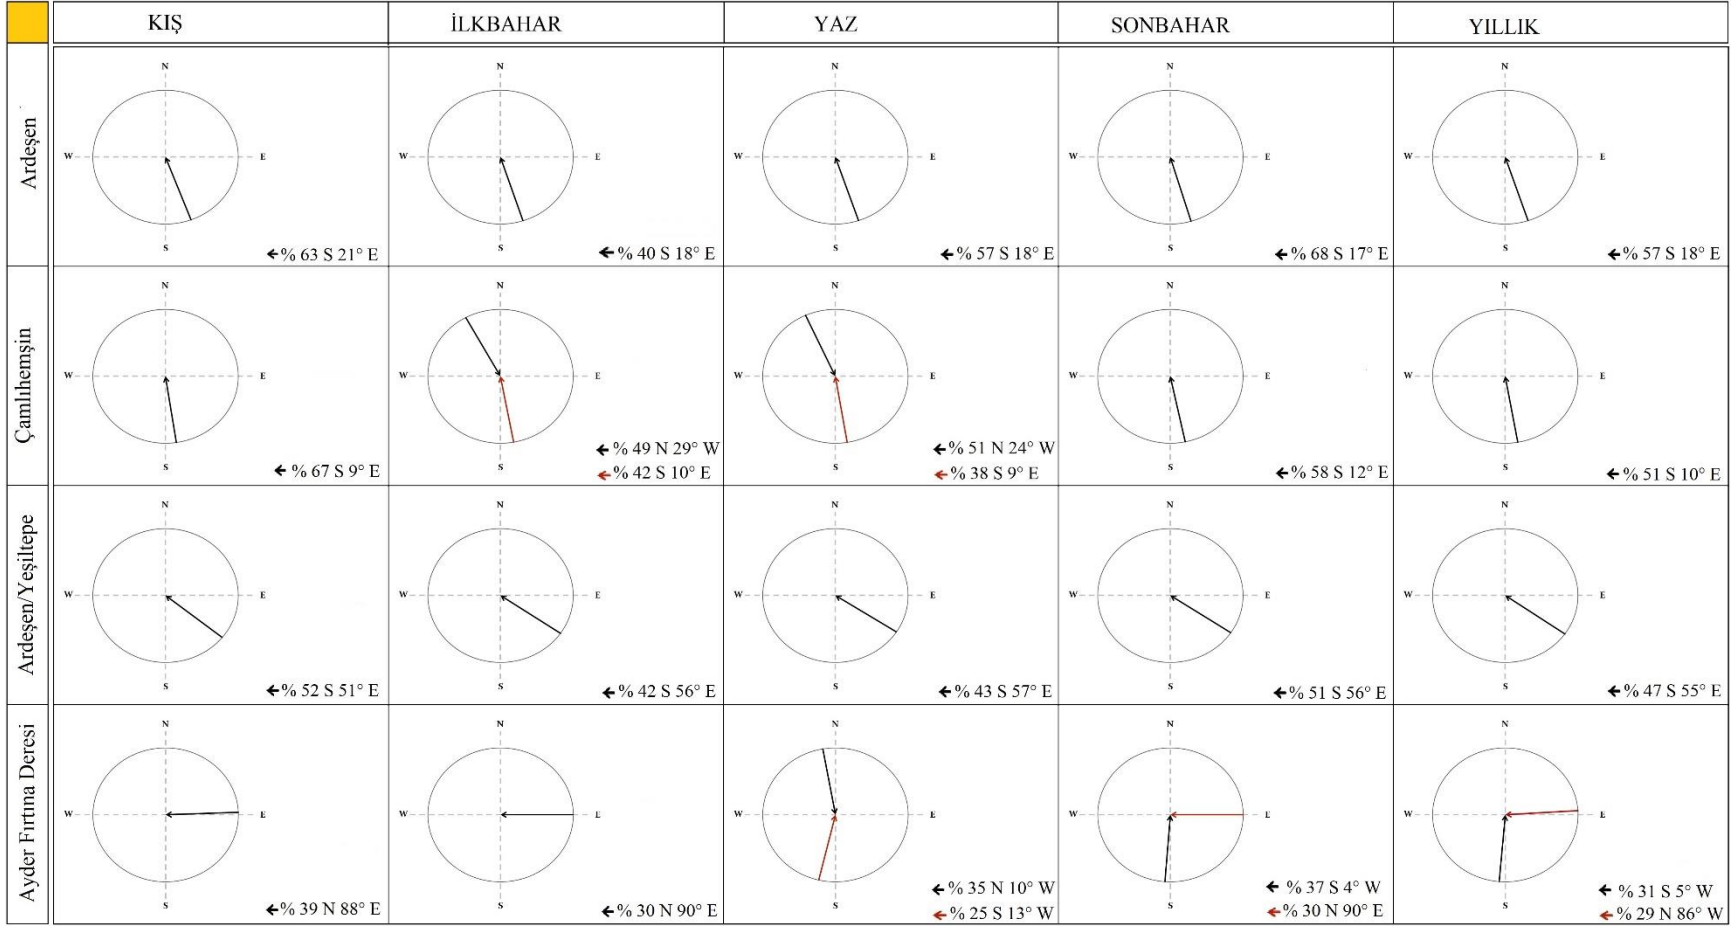 KIŞ İLKBAHAR YAZ SONBAHAR YILLIK
Ardeşen
N N N N N
W E W E W E W E W E
S S S S S
% 63 S 21° E % 40 S 18° E % 57 S 18° E % 68 S 17° E % 57 S 18° E
Çamlıhemşin
N N N N N
W E W E W E W E W E
% 49 N 29° W % 51 N 24° W
S S S S S
% 67 S 9° E % 42 S 10° E % 38 S 9° E % 58 S 12° E % 51 S 10° E
Ardeşen/Yeşiltepe
N N N N N
W E W E W E W E W E
S S S S S
% 52 S 51° E % 42 S 56° E % 43 S 57° E % 51 S 56° E % 47 S 55° E
Ayder Fırtına Deresi
N N N N N
W E W E W E W E W E
% 35 N 10° W % 37 S 4° W % 31 S 5° W
S S S S S
% 39 N 88° E % 30 N 90° E % 25 S 13° W % 30 N 90° E % 29 N 86° W